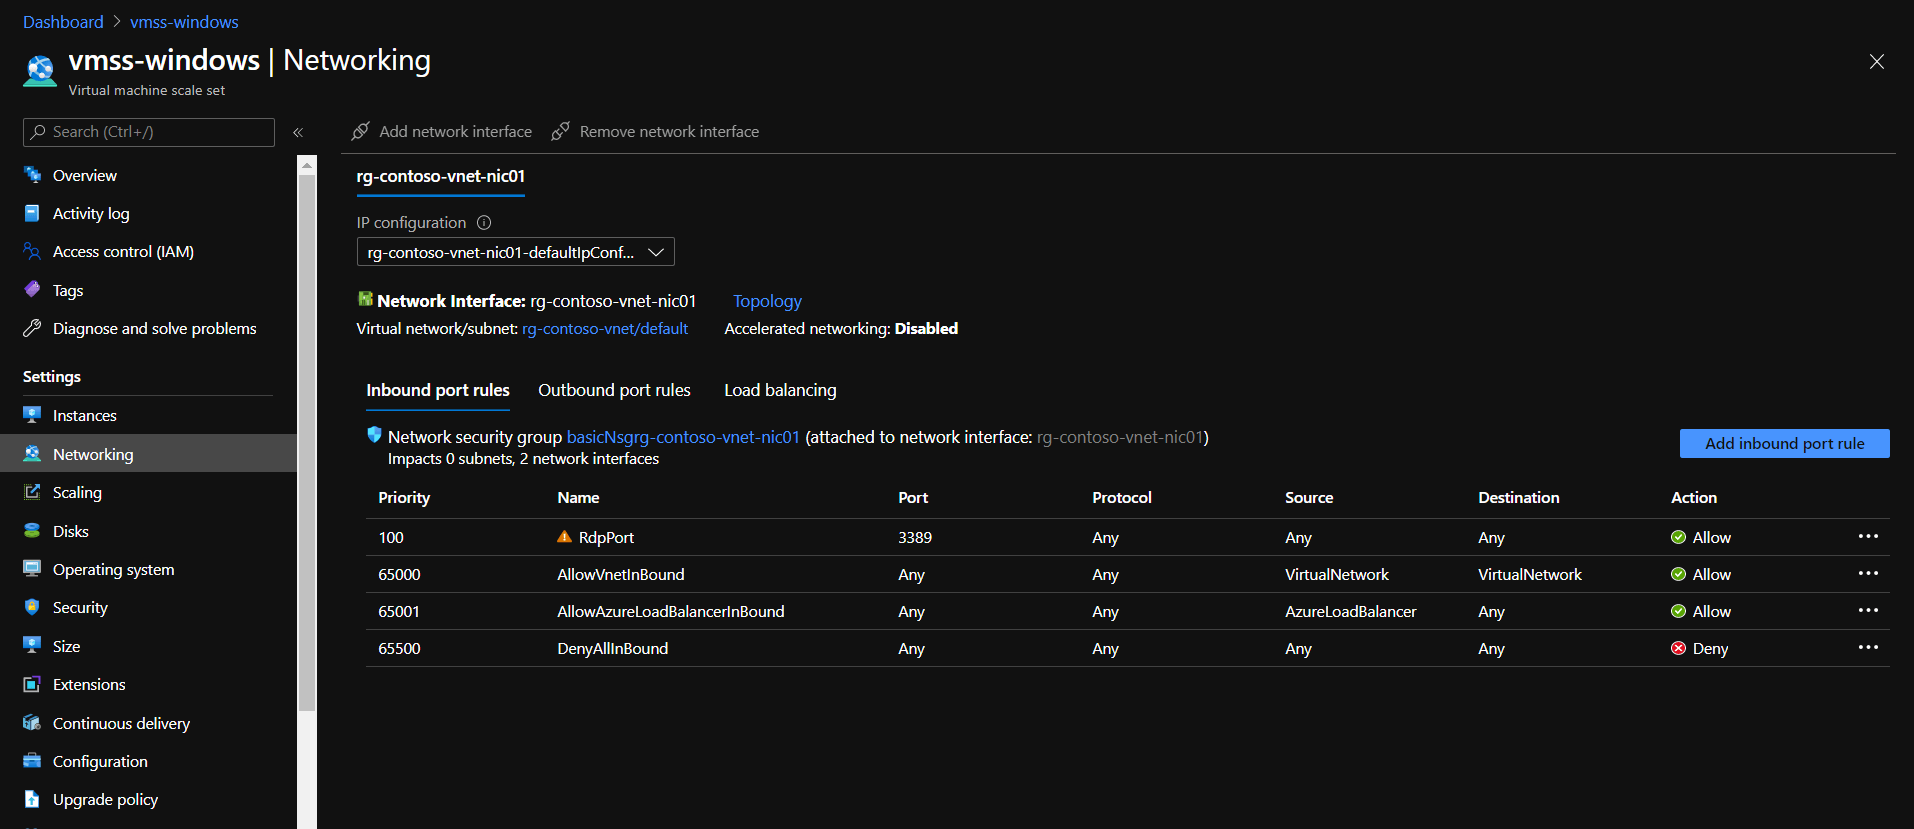 Dashboard > vmss-windows
vmss-windows | Networking
Virtual machine scale set
Search (Ctrl+/)
«
Overview
Activity log
Access control (IAM)
Tags
Diagnose and solve problems
Settings
Instances
Networking
Scaling
Disks
Operating system
Security
Size
Extensions
Continuous delivery
Configuration
Upgrade policy
Add network interface Remove network interface
rg-contoso-vnet-nic01
IP configuration
rg-contoso-vnet-nic01-defaultIpConf...
Network Interface: rg-contoso-vnet-nic01 Topology
Virtual network/subnet: rg-contoso-vnet/default Accelerated networking: Disabled
Inbound port rules Outbound port rules Load balancing
Network security group basicNsgrg-contoso-vnet-nic01 (attached to network interface: rg-contoso-vnet-nic01)
Impacts 0 subnets, 2 network interfaces
Add inbound port rule
Priority Name Port Protocol Source Destination Action
100 RdpPort 3389 Any Any Any Allow ...
65000 AllowVnetInBound Any Any VirtualNetwork VirtualNetwork Allow ...
65001 AllowAzureLoadBalancerInBound Any Any AzureLoadBalancer Any Allow ...
65500 DenyAllInBound Any Any Any Any Deny ...